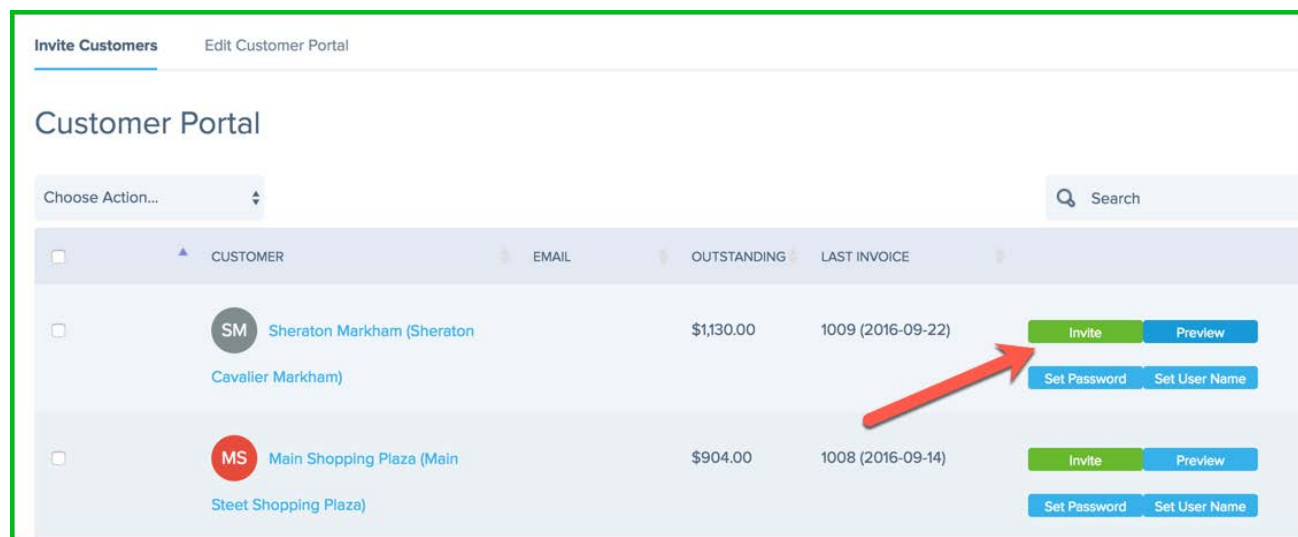 Invite Customers Edit Customer Portal
Customer Portal
Choose Action... Search
CUSTOMER EMAIL OUTSTANDING LAST INVOICE
SM Sheraton Markham (Sheraton $1,130.00 1009 (2016-09-22) Invite Preview
Cavalier Markham) Set Password Set User Name
MS Main Shopping Plaza (Main $904.00 1008 (2016-09-14) Invite Preview
Steet Shopping Plaza) Set Password Set User Name